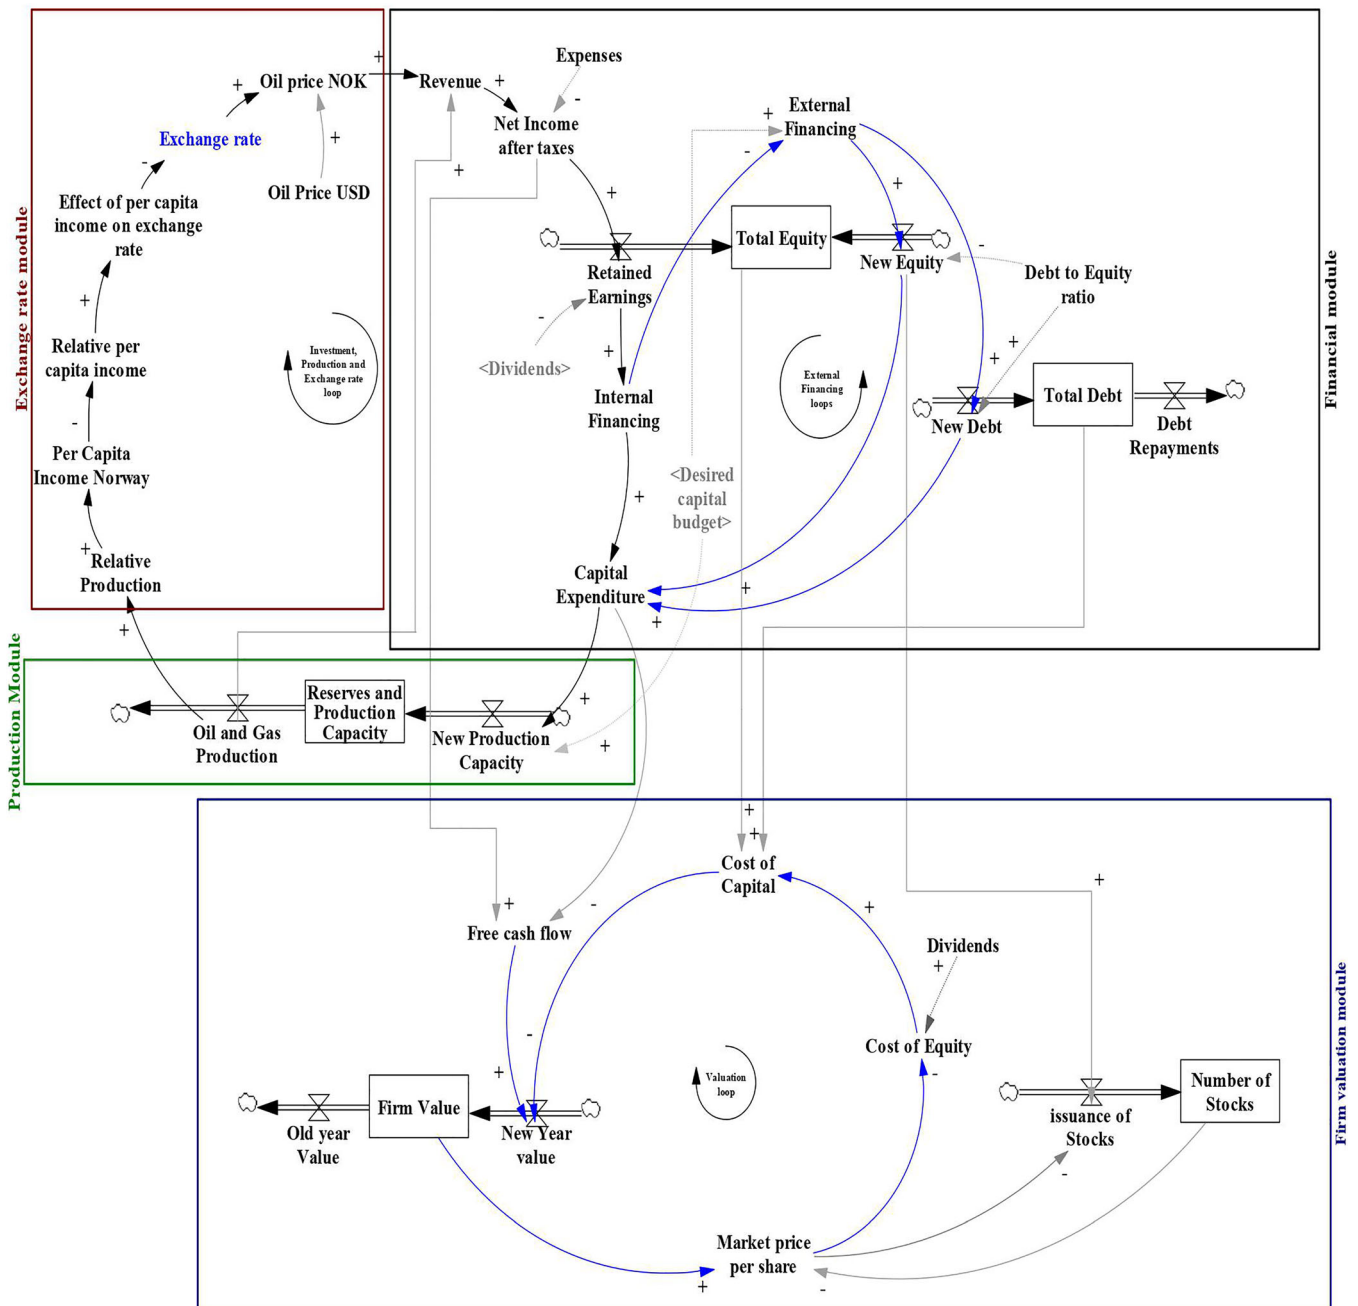 Exchange rate module
Oil price NOK
Exchange rate
Oil Price USD
Effect of per capita
income on exchange
rate
Relative per
capita income
Per Capita
Income Norway
Relative
Production
Investment,
Production and
Exchange rate
loop
+
+
-
+
-
+
+
Financial module
+
Revenue
+
Expenses
-
Net Income
after taxes
+
+
Retained
Earnings
-
<Dividends>
+
Internal
Financing
+
Capital
Expenditure
External
Financing
+
-
+
-
Total Equity
New Equity
Debt to Equity
ratio
+
+
External
Financing
loops
New Debt
Total Debt
Debt
Repayments
<Desired
capital
budget>
+
+
Production Module
+
Oil and Gas
Production
Reserves and
Production
Capacity
New Production
Capacity
+
+
Firm valuation module
+
+
Cost of
Capital
+
-
Free cash flow
+
-
+
Dividends
+
Cost of Equity
-
+
Valuation
loop
Old year
Value
Firm Value
New Year
value
issuance of
Stocks
Number of
Stocks
-
Market price
per share
+
-